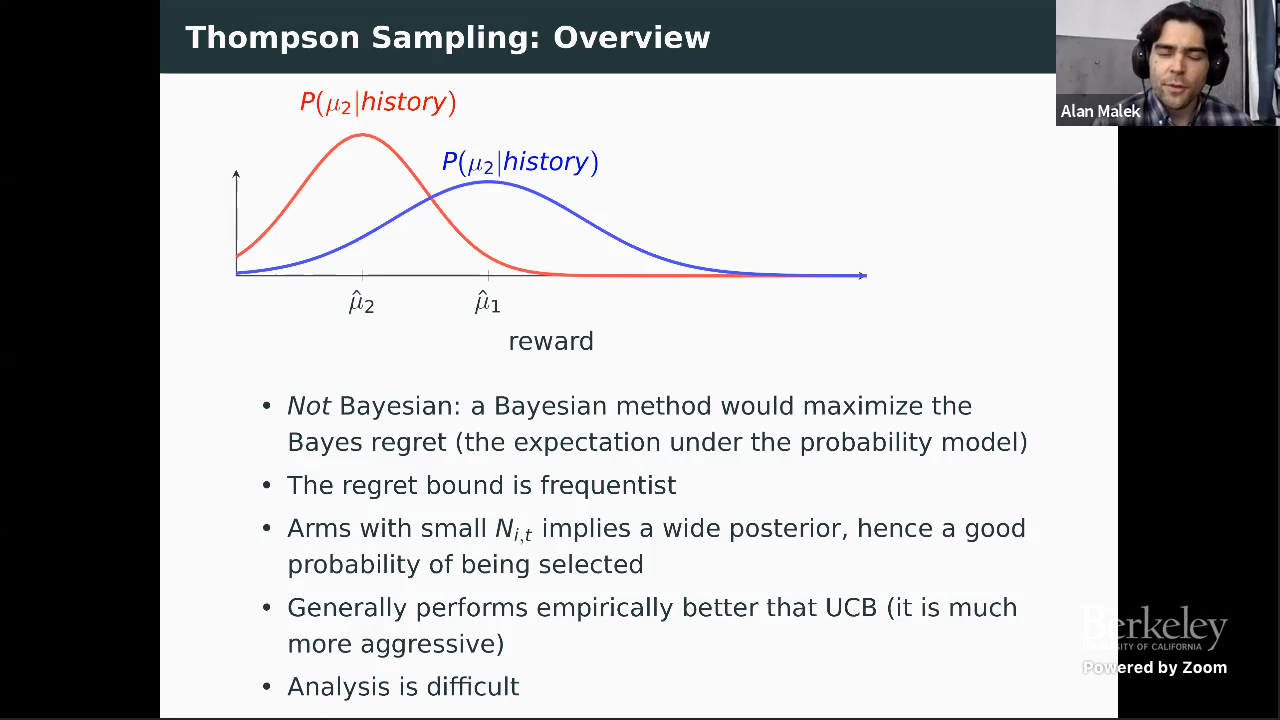 Thompson Sampling: Overview
Alan Malek
P(μ₂|history)
P(μ₂|history)
μ̂₂
μ̂₁
reward
• Not Bayesian: a Bayesian method would maximize the
Bayes regret (the expectation under the probability model)
• The regret bound is frequentist
• Arms with small Nᵢ,ₜ implies a wide posterior, hence a good
probability of being selected
• Generally performs empirically better that UCB (it is much
more aggressive)
• Analysis is difficult
Berkeley
UNIVERSITY OF CALIFORNIA
Powered by Zoom